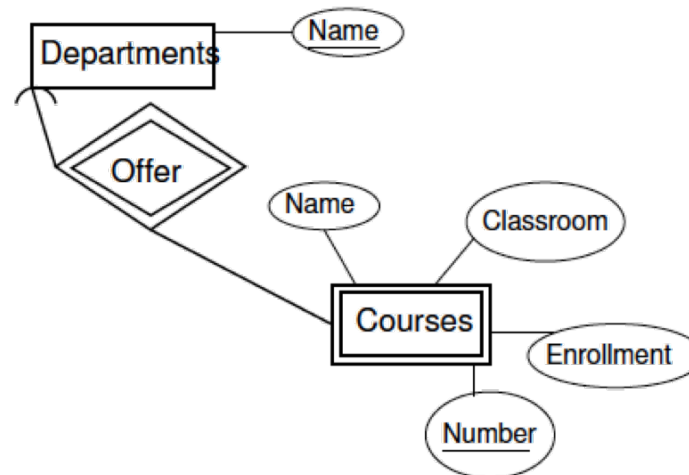 Name
Departments
Offer
Name
Classroom
Courses
Enrollment
Number